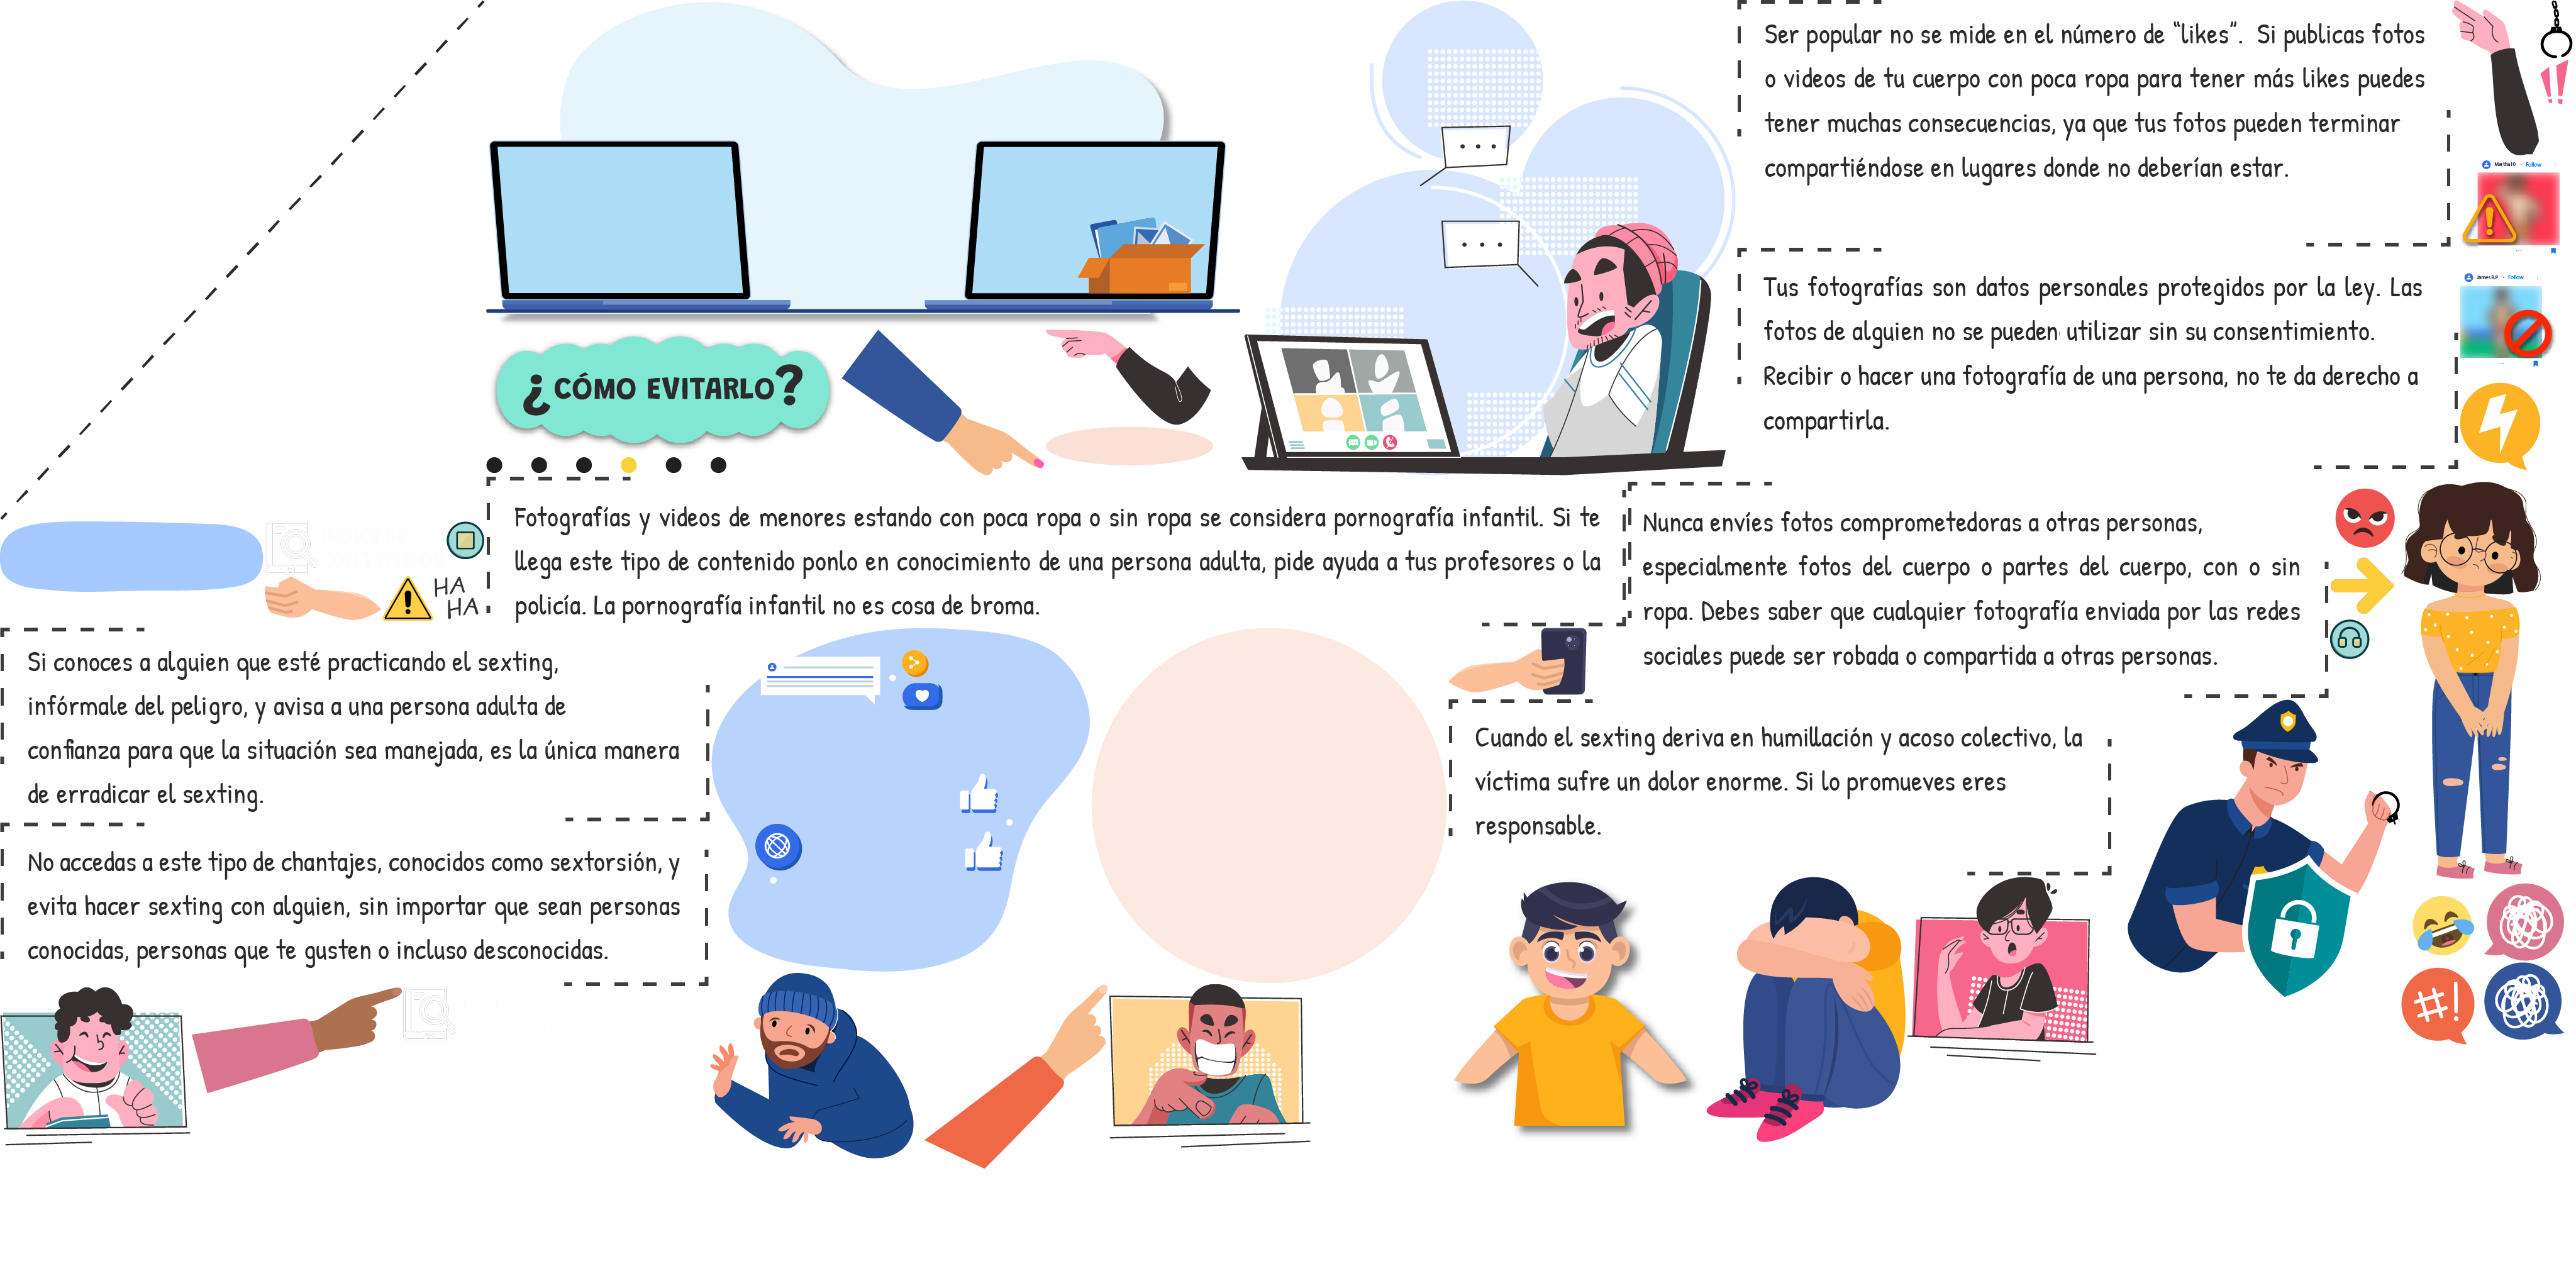 Ser popular no se mide en el número de “likes”. Si publicas fotos
o videos de tu cuerpo con poca ropa para tener más likes puedes
tener muchas consecuencias, ya que tus fotos pueden terminar
compartiéndose en lugares donde no deberían estar.
Martha10 · Follow
Tus fotografías son datos personales protegidos por la ley. Las
fotos de alguien no se pueden utilizar sin su consentimiento.
Recibir o hacer una fotografía de una persona, no te da derecho a
compartirla.
James R.P · Follow
¿CÓMO EVITARLO?
Fotografías y videos de menores estando con poca ropa o sin ropa se considera pornografía infantil. Si te
llega este tipo de contenido ponlo en conocimiento de una persona adulta, pide ayuda a tus profesores o la
policía. La pornografía infantil no es cosa de broma.
HA
HA
Nunca envíes fotos comprometedoras a otras personas,
especialmente fotos del cuerpo o partes del cuerpo, con o sin
ropa. Debes saber que cualquier fotografía enviada por las redes
sociales puede ser robada o compartida a otras personas.
Si conoces a alguien que esté practicando el sexting,
infórmale del peligro, y avisa a una persona adulta de
confianza para que la situación sea manejada, es la única manera
de erradicar el sexting.
Cuando el sexting deriva en humillación y acoso colectivo, la
víctima sufre un dolor enorme. Si lo promueves eres
responsable.
No accedas a este tipo de chantajes, conocidos como sextorsión, y
evita hacer sexting con alguien, sin importar que sean personas
conocidas, personas que te gusten o incluso desconocidas.
#!